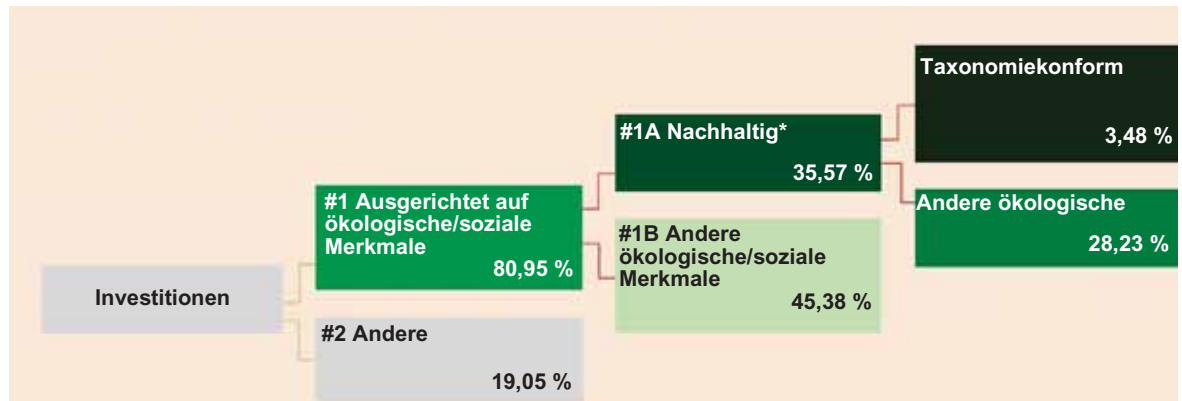 Investitionen
#1 Ausgerichtet auf
ökologische/soziale
Merkmale
80,95 %
#2 Andere
19,05 %
#1A Nachhaltig*
35,57 %
#1B Andere
ökologische/soziale
Merkmale
45,38 %
Taxonomiekonform
3,48 %
Andere ökologische
28,23 %